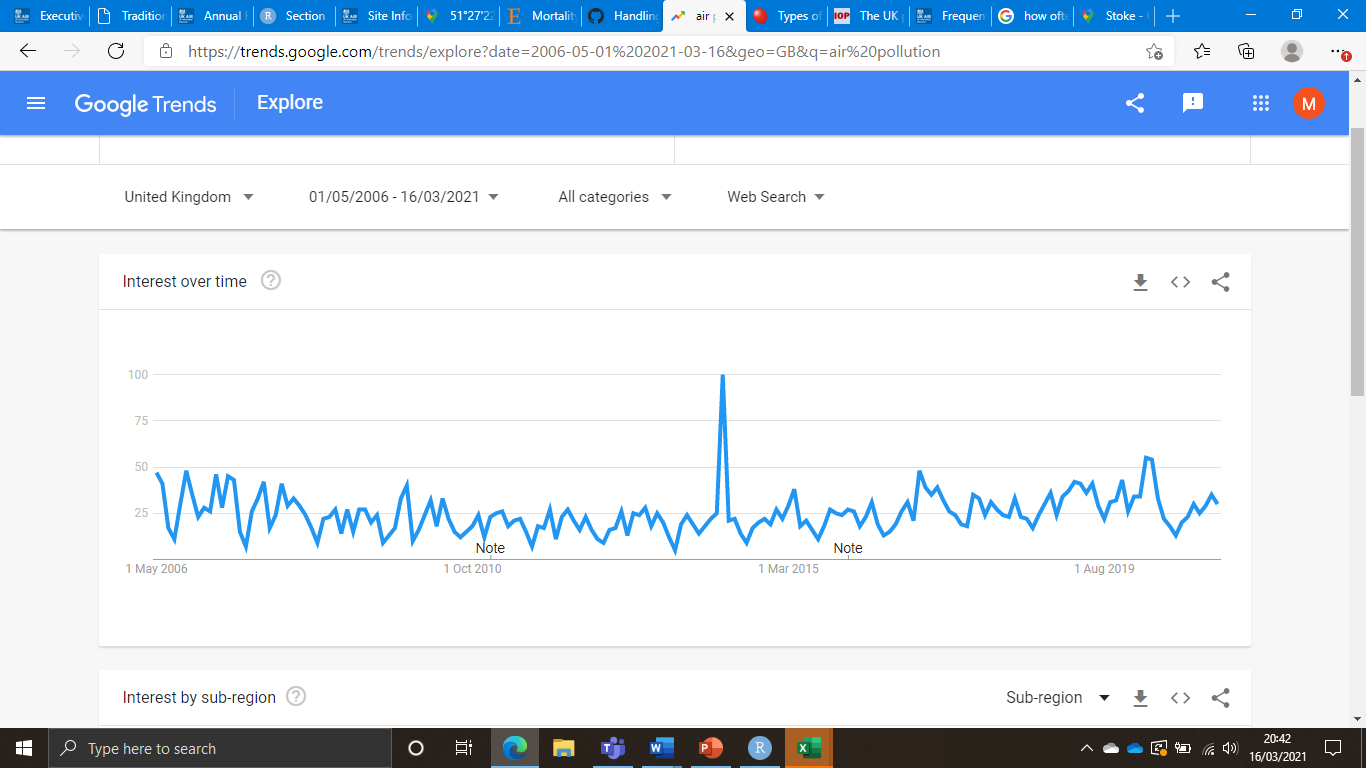 Executiv Tradition Annual R Section Site Info 51°27'22 Mortality Handling air p Types of The UK Frequen how ofte Stoke -
https://trends.google.com/trends/explore?date=2006-05-01%202021-03-16&geo=GB&q=air%20pollution
Google Trends Explore M
United Kingdom 01/05/2006 - 16/03/2021 All categories Web Search
Interest over time
100
75
50
25
Note Note
1 May 2006 1 Oct 2010 1 Mar 2015 1 Aug 2019
Interest by sub-region Sub-region
Type here to search 20:42
16/03/2021